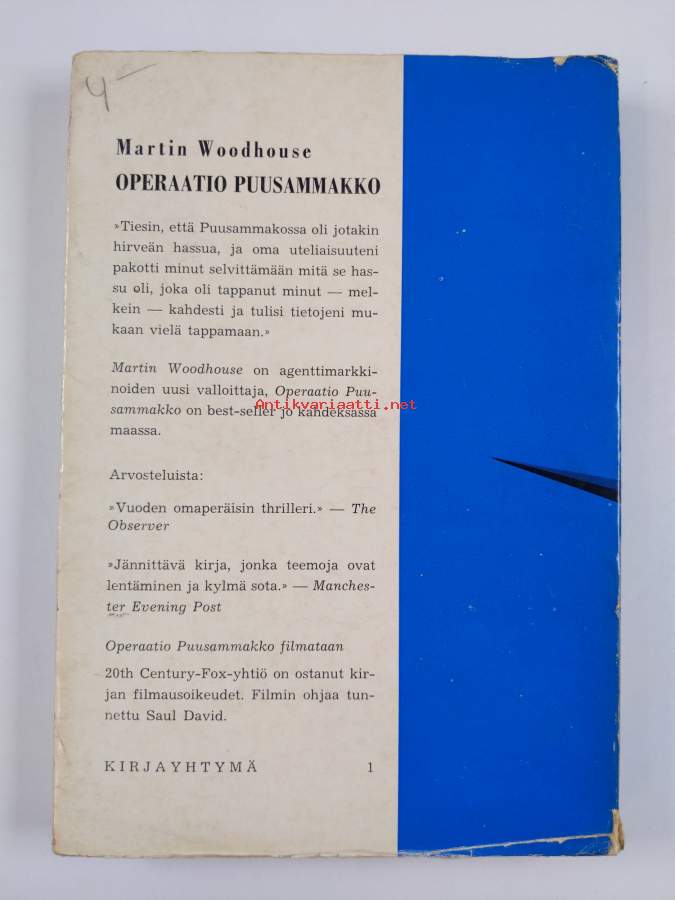 4 —
Martin Woodhouse
OPERAATIO PUUSAMMAKKO
»Tiesin, että Puusammakossa oli jotakin
hirveän hassua, ja oma uteliaisuuteni
pakotti minut selvittämään mitä se has-
su oli, joka oli tappanut minut — mel-
kein — kahdesti ja tulisi tietojeni mu-
kaan vielä tappamaan.»
Martin Woodhouse on agenttimarkki-
noiden uusi valloittaja, Operaatio Puu-
sammakko on best-seller jo kahdeksassa
maassa.
Antikvariaatti.net
Arvosteluista:
»Vuoden omaperäisin thrilleri.» — The
Observer
»Jännittävä kirja, jonka teemoja ovat
lentäminen ja kylmä sota.» — Manches-
ter Evening Post
Operaatio Puusammakko filmataan
20th Century-Fox-yhtiö on ostanut kir-
jan filmausoikeudet. Filmin ohjaa tun-
nettu Saul David.
KIRJAYHTYMÄ 1